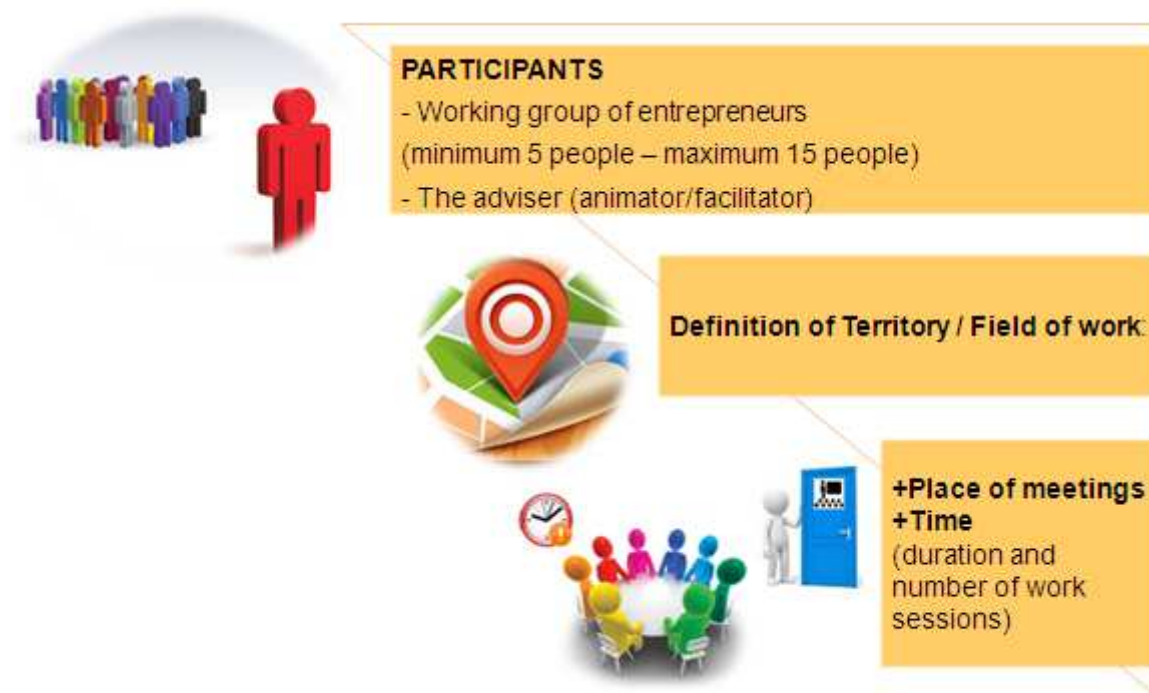 PARTICIPANTS
- Working group of entrepreneurs
(minimum 5 people – maximum 15 people)
- The adviser (animator/facilitator)
Definition of Territory / Field of work:
+Place of meetings
+Time
(duration and
number of work
sessions)